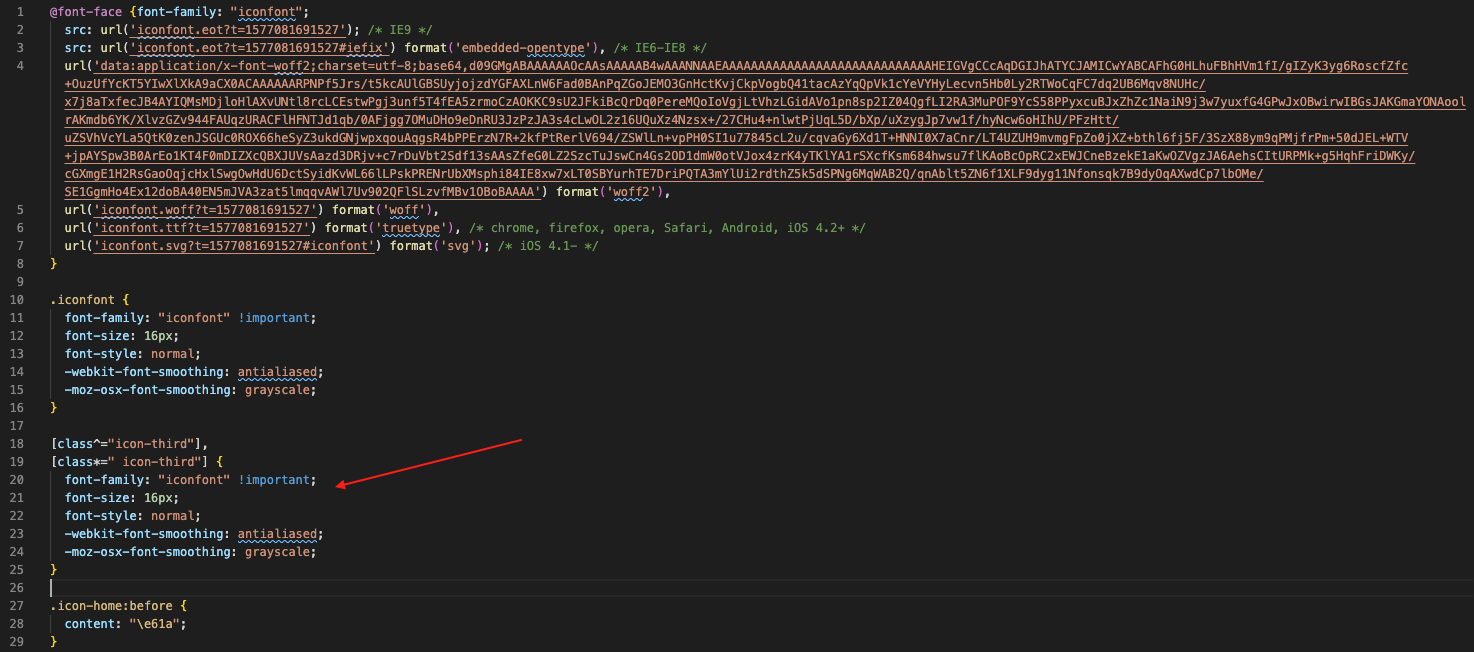 1 @font-face {font-family: "iconfont";
2 src: url('iconfont.eot?t=1577081691527'); /* IE9 */
3 src: url('iconfont.eot?t=1577081691527#iefix') format('embedded-opentype'), /* IE6-IE8 */
4 url('data:application/x-font-woff2;charset=utf-8;base64,d09GMgABAAAAAAOcAAsAAAAAB4wAAANNAAEAAAAAAAAAAAAAAAAAAAAAAAAAAAAAHEIGVgCCcAqDGIJhATYCJAMICwYABCAFhG0HLhuFBhHVm1fI/gIZyK3yg6RoscfZfc
+OuzUfYcKT5YIwXlXkA9aCX0ACAAAAAARPNPf5Jrs/t5kcAUlGBSUyjojzdYGFAXLnW6Fad0BAnPqZGoJEMO3GnHctKvjCkpVogbQ41tacAzYqQpVk1cYeVYHyLecvn5Hb0Ly2RTWoCqFC7dq2UB6Mqv8NUHc/
x7j8aTxfecJB4AYIQMsMDjloHlAXvUNtl8rcLCEstwPgj3unf5T4fEA5zrmoCzAOKKC9sU2JFkiBcQrDq0PereMQoIoVgjLtVhzLGidAVo1pn8sp2IZ04QgfLI2RA3MuPOF9YcS58PPyxcuBJxZhZc1NaiN9j3w7yuxfG4GPwJxOBwirwIBGsJAKGmaYONAool
rAKmdb6YK/XlvzGZv944FAUqzURACFlHFNTJd1qb/0AFjgg7OMuDHo9eDnRU3JzPzJA3s4cLwOL2z16UQuXz4Nzsx+/27CHu4+nlwtPjUqL5D/bXp/uXzygJp7vw1f/hyNcw6oHIhU/PFzHtt/
uZSVhVcYLa5QtK0zenJSGUc0ROX66heSyZ3ukdGNjwpxqouAqgsR4bPPErzN7R+2kfPtRerlV694/ZSWlLn+vpPH0SI1u77845cL2u/cqvaGy6Xd1T+HNNI0X7aCnr/LT4UZUH9mvmgFpZo0jXZ+bthl6fj5F/3SzX88ym9qPMjfrPm+50dJEL+WTV
+jpAYSpw3B0ArEo1KT4F0mDIZXcQBXJUVsAazd3DRjv+c7rDuVbt2Sdf13sAAsZfeG0LZ2SzcTuJswCn4Gs2OD1dmW0otVJox4zrK4yTKlYA1rSXcfKsm684hwsu7flKAoBcOpRC2xEWJCneBzekE1aKwOZVgzJA6AehsCItURPMk+g5HqhFriDWKy/
cGXmgE1H2RsGaoOqjcHxlSwgOwHdU6DctSyidKvWL66lLPskPRENrUbXMsphi84IE8xw7xLT0SBYurhTE7DriPQTA3mYlUi2rdthZ5k5dSPNg6MqWAB2Q/qnAblt5ZN6f1XLF9dyg11Nfonsqk7B9dyOqAXwdCp7lbOMe/
SE1GgmHo4Ex12doBA40EN5mJVA3zat5lmqqvAWl7Uv902QFlSLzvfMBv1OBoBAAAA') format('woff2'),
5 url('iconfont.woff?t=1577081691527') format('woff'),
6 url('iconfont.ttf?t=1577081691527') format('truetype'), /* chrome, firefox, opera, Safari, Android, iOS 4.2+ */
7 url('iconfont.svg?t=1577081691527#iconfont') format('svg'); /* iOS 4.1- */
8 }
9
10 .iconfont {
11 font-family: "iconfont" !important;
12 font-size: 16px;
13 font-style: normal;
14 -webkit-font-smoothing: antialiased;
15 -moz-osx-font-smoothing: grayscale;
16 }
17
18 [class^="icon-third"],
19 [class*=" icon-third"] {
20 font-family: "iconfont" !important;
21 font-size: 16px;
22 font-style: normal;
23 -webkit-font-smoothing: antialiased;
24 -moz-osx-font-smoothing: grayscale;
25 }
26
27 .icon-home:before {
28 content: "\e61a";
29 }